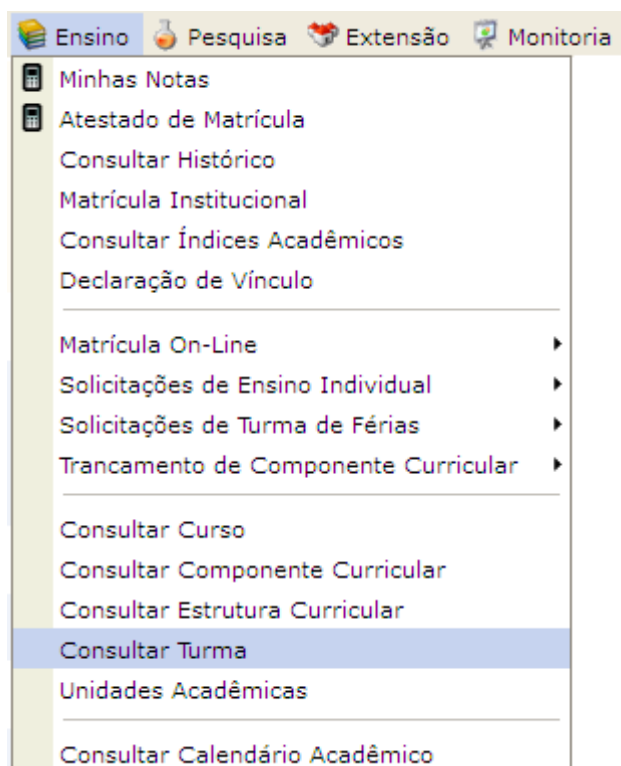 Ensino Pesquisa Extensão Monitoria
Minhas Notas
Atestado de Matrícula
Consultar Histórico
Matrícula Institucional
Consultar Índices Acadêmicos
Declaração de Vínculo
Matrícula On-Line
Solicitações de Ensino Individual
Solicitações de Turma de Férias
Trancamento de Componente Curricular
Consultar Curso
Consultar Componente Curricular
Consultar Estrutura Curricular
Consultar Turma
Unidades Acadêmicas
Consultar Calendário Acadêmico